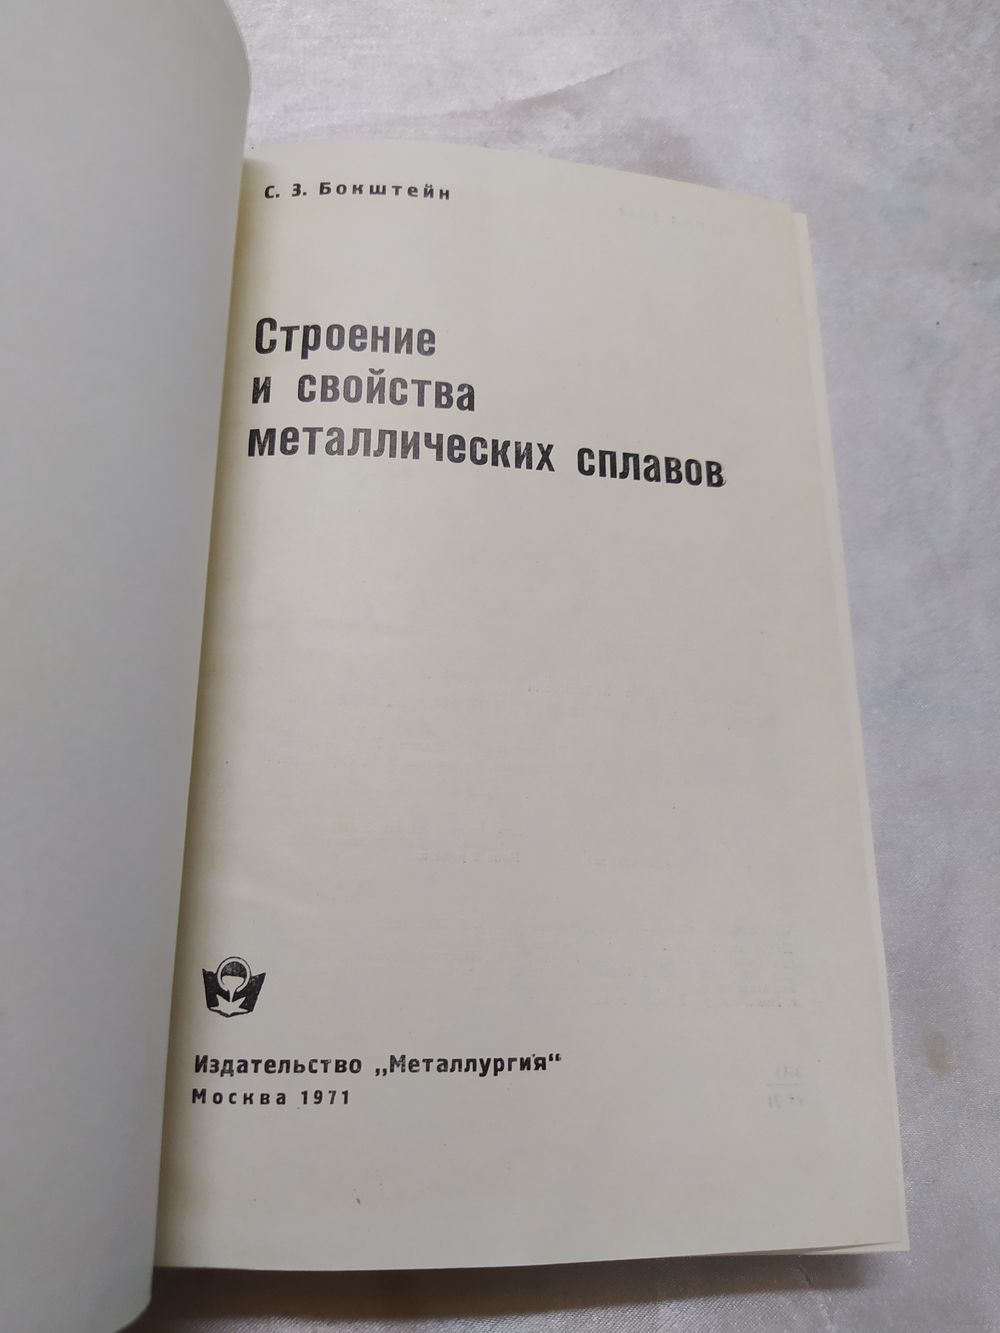 С. З. Бокштейн
Строение
и свойства
металлических сплавов
Издательство „Металлургия“
Москва 1971